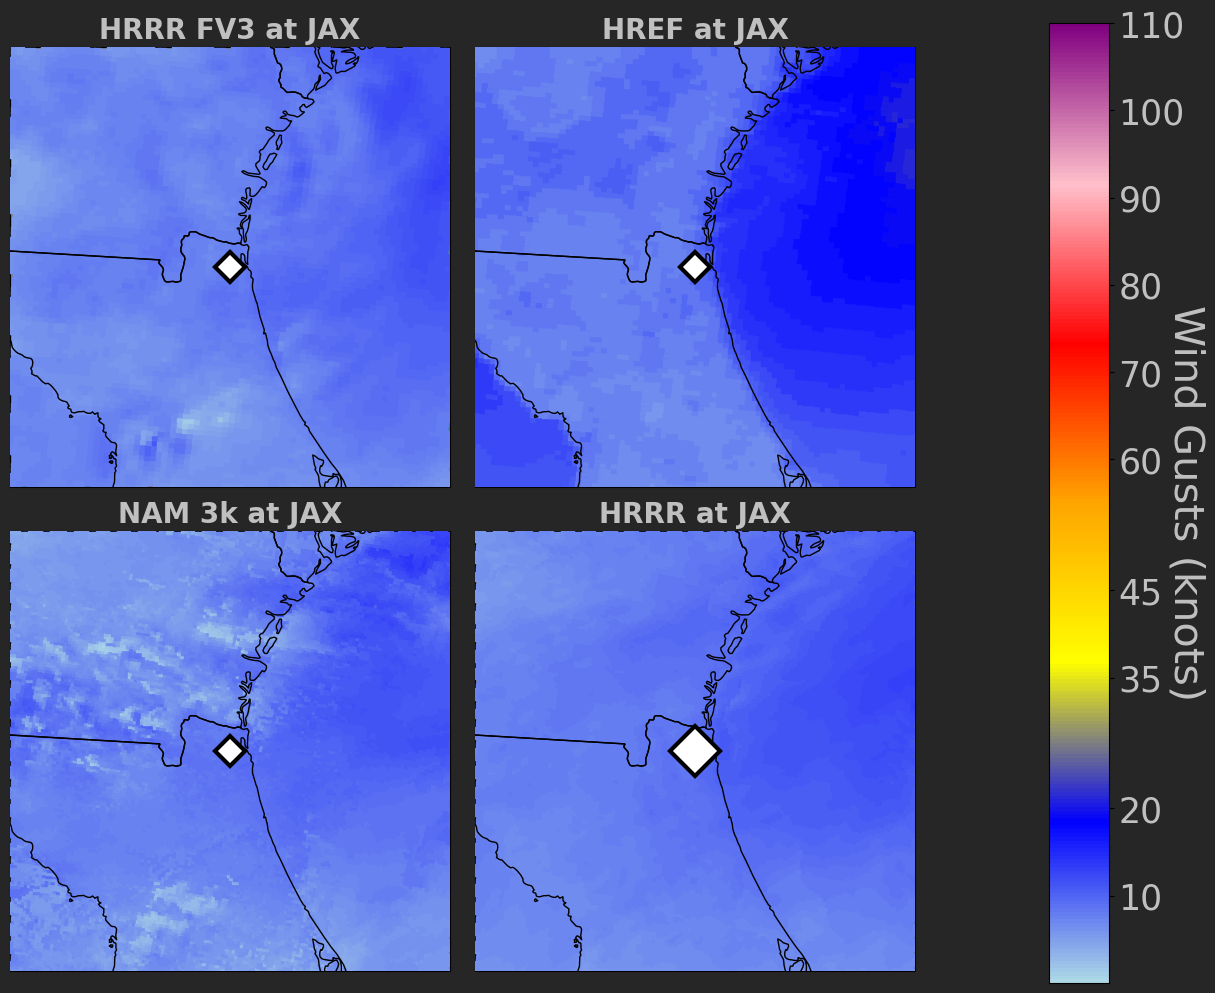 HRRR FV3 at JAX
HREF at JAX
NAM 3k at JAX
HRRR at JAX
110
100
90
80
70
60
45
35
20
10
Wind Gusts (knots)